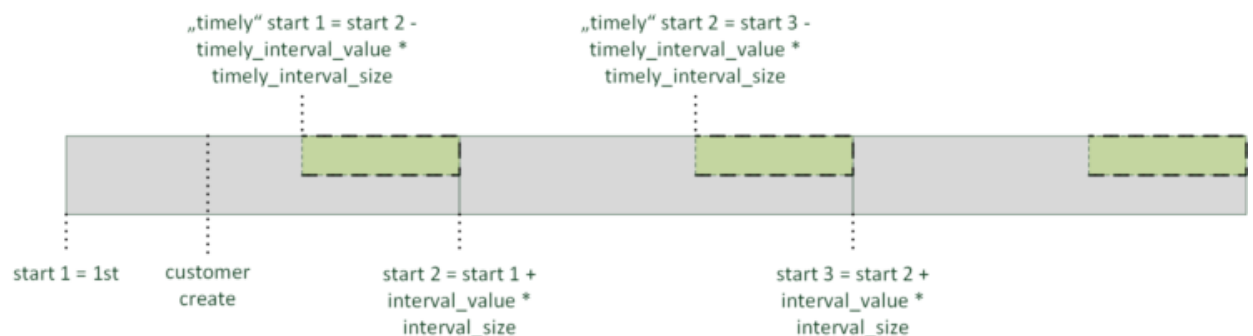 „timely“ start 1 = start 2 -
timely_interval_value *
timely_interval_size
„timely“ start 2 = start 3 -
timely_interval_value *
timely_interval_size
start 1 = 1st
customer
create
start 2 = start 1 +
interval_value *
interval_size
start 3 = start 2 +
interval_value *
interval_size